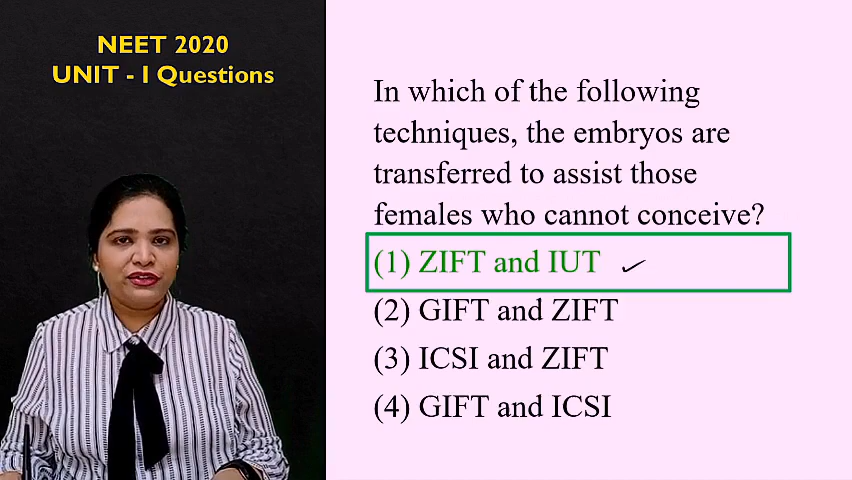 NEET 2020
UNIT - I Questions
In which of the following
techniques, the embryos are
transferred to assist those
females who cannot conceive?
(1) ZIFT and IUT
(2) GIFT and ZIFT
(3) ICSI and ZIFT
(4) GIFT and ICSI